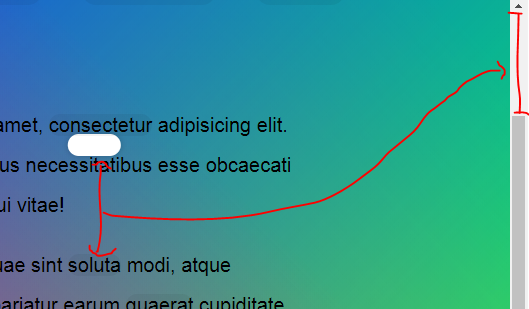 amet, consectetur adipisicing elit.
us necessitatibus esse obcaecati
ui vitae!
uae sint soluta modi, atque
pariatur earum quaerat cupiditate